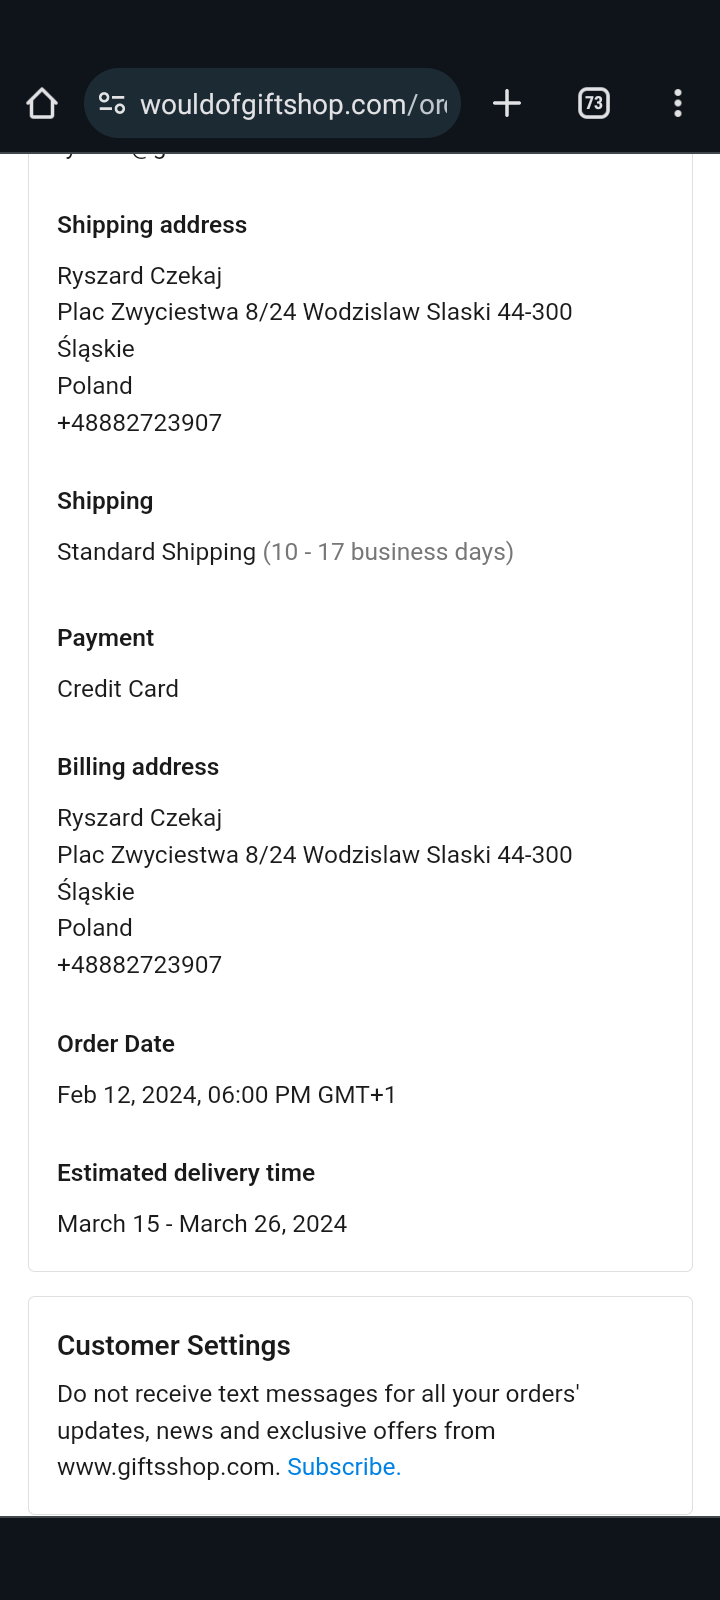 wouldofgiftshop.com/or
73
Shipping address
Ryszard Czekaj
Plac Zwyciestwa 8/24 Wodzislaw Slaski 44-300
Śląskie
Poland
+48882723907
Shipping
Standard Shipping (10 - 17 business days)
Payment
Credit Card
Billing address
Ryszard Czekaj
Plac Zwyciestwa 8/24 Wodzislaw Slaski 44-300
Śląskie
Poland
+48882723907
Order Date
Feb 12, 2024, 06:00 PM GMT+1
Estimated delivery time
March 15 - March 26, 2024
Customer Settings
Do not receive text messages for all your orders'
updates, news and exclusive offers from
www.giftsshop.com. Subscribe.